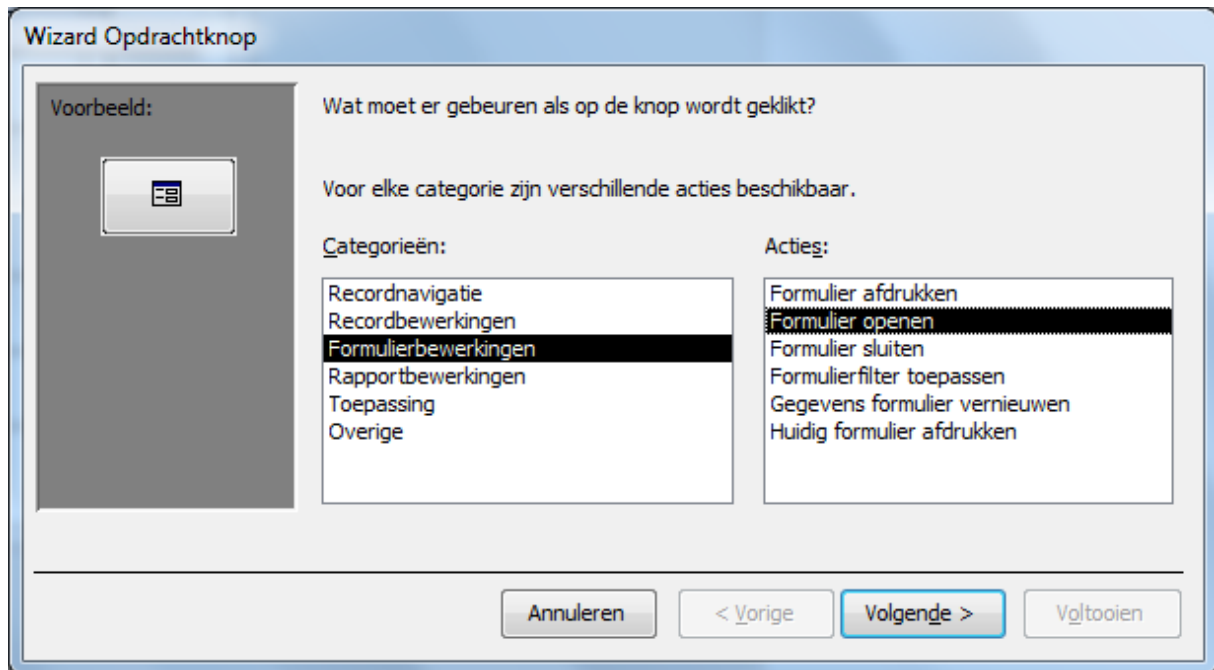 Wizard Opdrachtknop
Voorbeeld:
Wat moet er gebeuren als op de knop wordt geklikt?
Voor elke categorie zijn verschillende acties beschikbaar.
Categorieën:
Recordnavigatie
Recordbewerkingen
Formulierbewerkingen
Rapportbewerkingen
Toepassing
Overige
Acties:
Formulier afdrukken
Formulier openen
Formulier sluiten
Formulierfilter toepassen
Gegevens formulier vernieuwen
Huidig formulier afdrukken
Annuleren
< Vorige
Volgende >
Voltooien